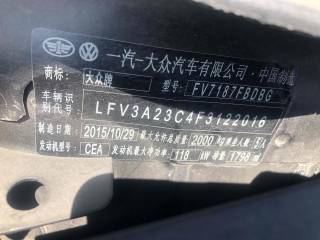 一汽-大众汽车有限公司·中国制造
商标: 大众牌 型号: FV7187FBDBG
车辆识别代号: LFV3A23C4F3122016
制造日期: 2015/10/29 最大允许总质量: 2000 kg 乘坐人数: 5人
发动机型号: CEA 发动机最大净功率: 118 kW 排量: 1798 ml